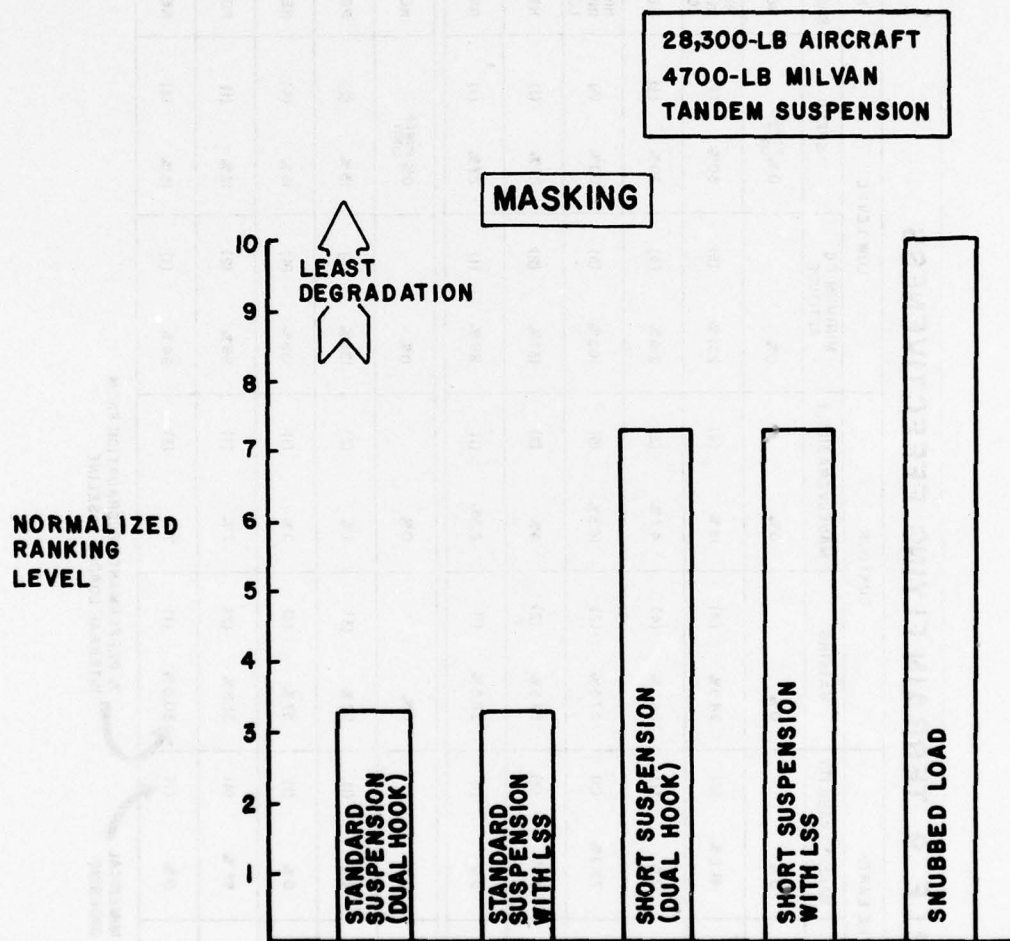 28,300-LB AIRCRAFT
4700-LB MILVAN
TANDEM SUSPENSION
MASKING
LEAST
DEGRADATION
10
9
8
7
6
5
4
3
2
1
NORMALIZED
RANKING
LEVEL
STANDARD
SUSPENSION
(DUAL HOOK)
STANDARD
SUSPENSION
WITH LSS
SHORT SUSPENSION
(DUAL HOOK)
SHORT SUSPENSION
WITH LSS
SNUBBED LOAD